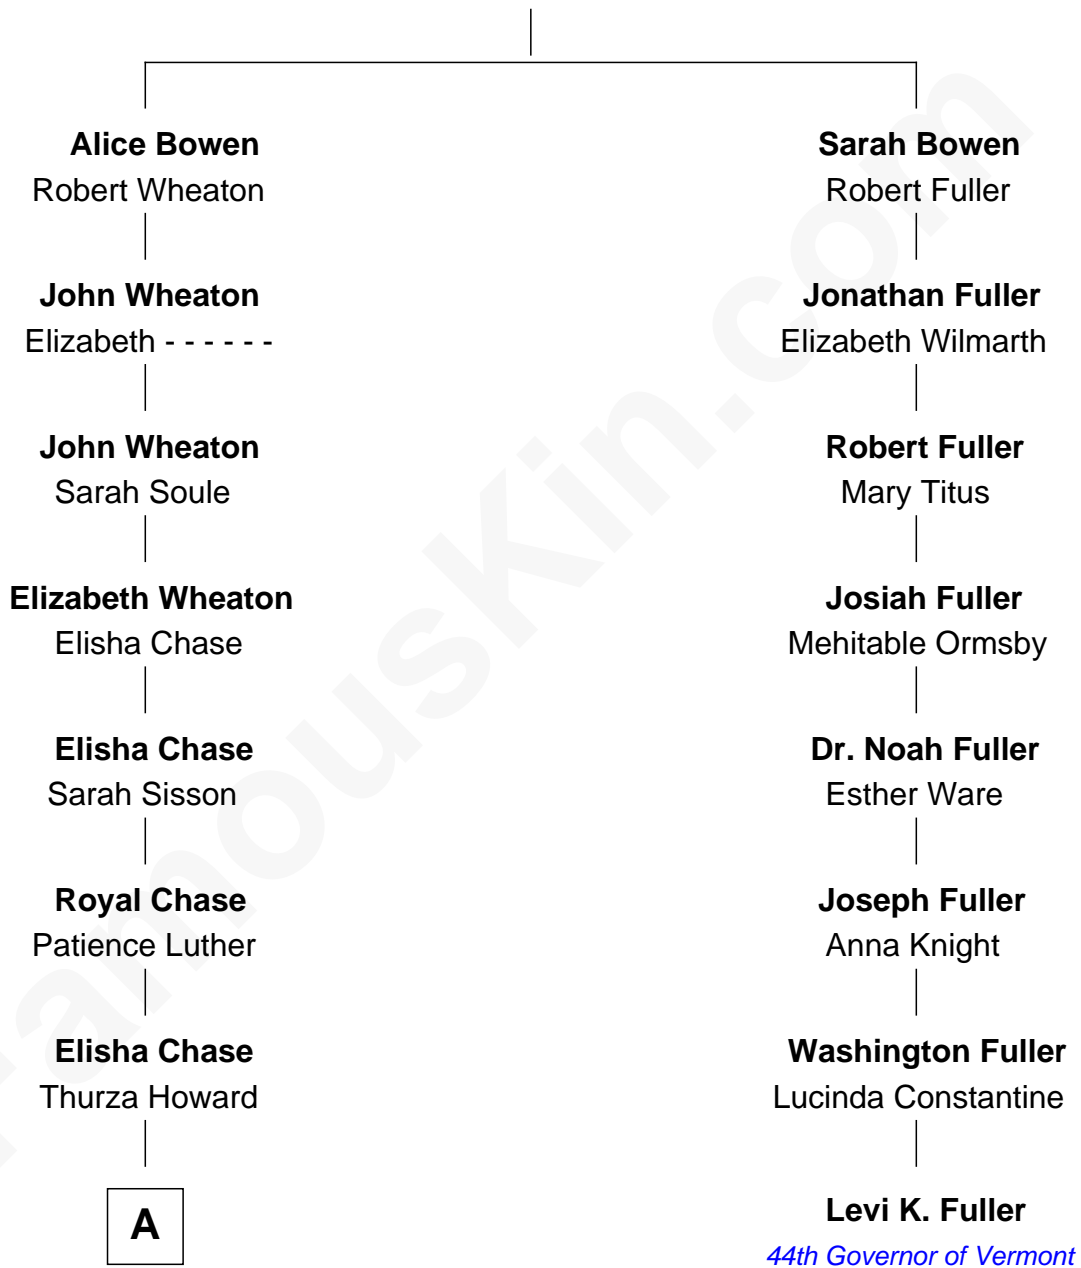 Alice Bowen
Robert Wheaton
John Wheaton
Elizabeth - - - - - -
John Wheaton
Sarah Soule
Elizabeth Wheaton
Elisha Chase
Elisha Chase
Sarah Sisson
Royal Chase
Patience Luther
Elisha Chase
Thurza Howard
A
Sarah Bowen
Robert Fuller
Jonathan Fuller
Elizabeth Wilmarth
Robert Fuller
Mary Titus
Josiah Fuller
Mehitable Ormsby
Dr. Noah Fuller
Esther Ware
Joseph Fuller
Anna Knight
Washington Fuller
Lucinda Constantine
Levi K. Fuller
44th Governor of Vermont
FamousKin.com